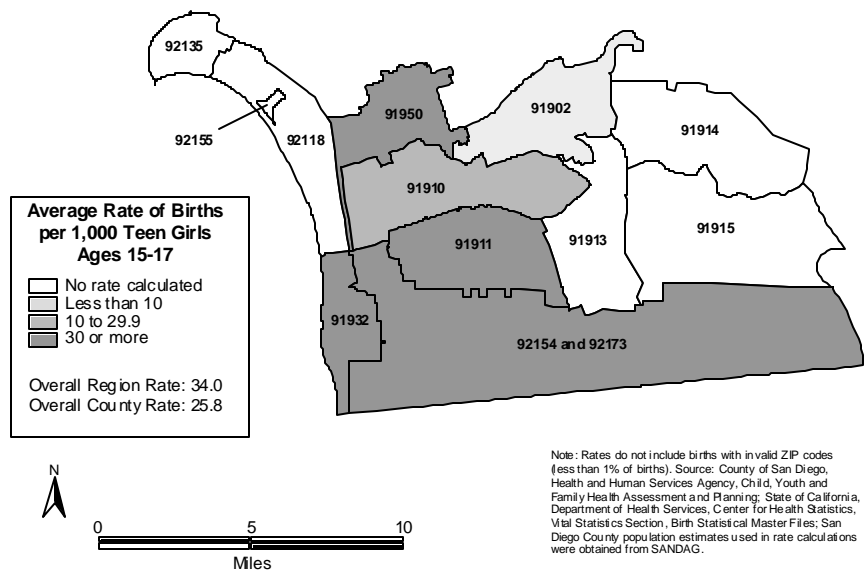 92135
91950
91902
92155
92118
91914
91910
91915
91911
91913
91932
92154 and 92173
Average Rate of Births
per 1,000 Teen Girls
Ages 15-17
No rate calculated
Less than 10
10 to 29.9
30 or more
Overall Region Rate: 34.0
Overall County Rate: 25.8
N
0 5 10
Miles
Note: Rates do not include births with invalid ZIP codes
(less than 1% of births). Source: County of San Diego,
Health and Human Services Agency, Child, Youth and
Family Health Assessment and Planning; State of California,
Department of Health Services, Center for Health Statistics,
Vital Statistics Section, Birth Statistical Master Files; San
Diego County population estimates used in rate calculations
were obtained from SANDAG.